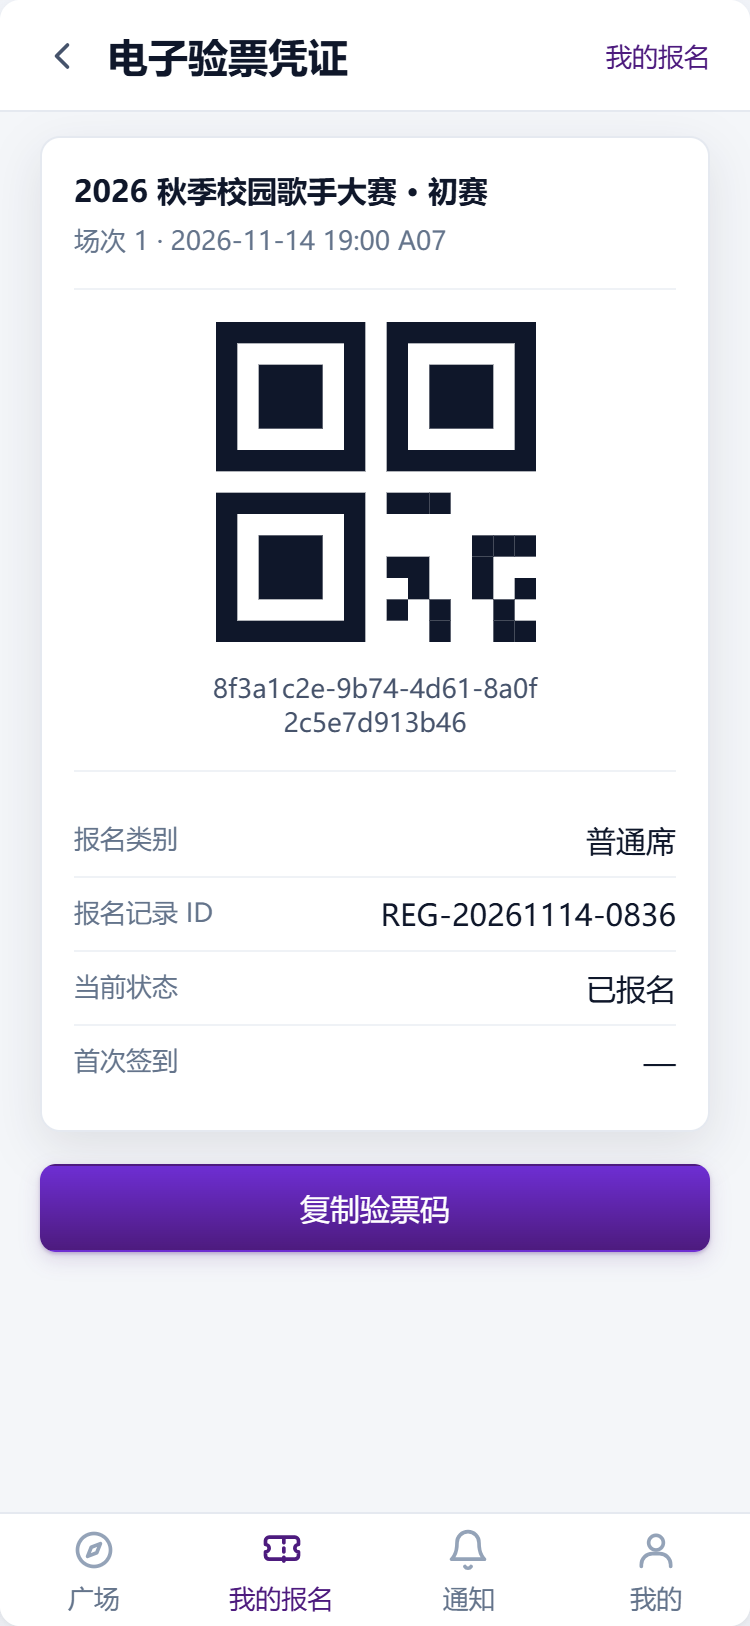 电子验票凭证
我的报名
2026 秋季校园歌手大赛 • 初赛
场次 1 · 2026-11-14 19:00 A07
8f3a1c2e-9b74-4d61-8a0f
2c5e7d913b46
报名类别
普通席
报名记录 ID
REG-20261114-0836
当前状态
已报名
首次签到
—
复制验票码
广场
我的报名
通知
我的